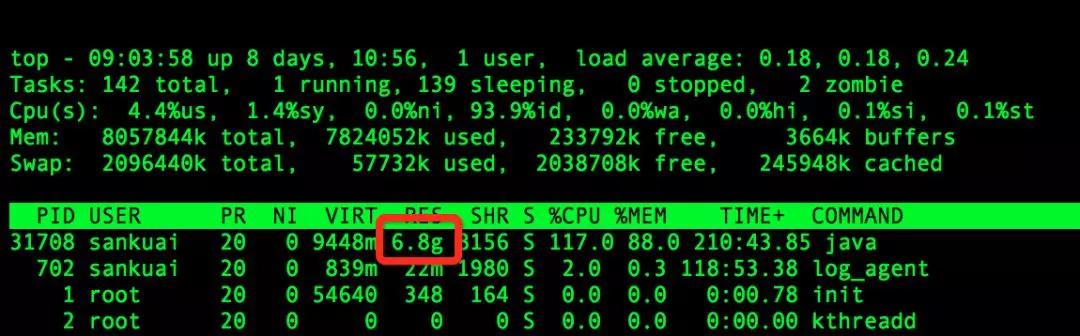 top - 09:03:58 up 8 days, 10:56, 1 user, load average: 0.18, 0.18, 0.24
Tasks: 142 total, 1 running, 139 sleeping, 0 stopped, 2 zombie
Cpu(s): 4.4%us, 1.4%sy, 0.0%ni, 93.9%id, 0.0%wa, 0.0%hi, 0.1%si, 0.1%st
Mem: 8057844k total, 7824052k used, 233792k free, 3664k buffers
Swap: 2096440k total, 57732k used, 2038708k free, 245948k cached
PID USER PR NI VIRT RES SHR S %CPU %MEM TIME+ COMMAND
31708 sankuai 20 0 9448m 6.8g 3156 S 117.0 88.0 210:43.85 java
702 sankuai 20 0 839m 22m 1980 S 2.0 0.3 118:53.38 log_agent
1 root 20 0 54640 348 164 S 0.0 0.0 0:00.78 init
2 root 20 0 0 0 0 S 0.0 0.0 0:00.00 kthreadd